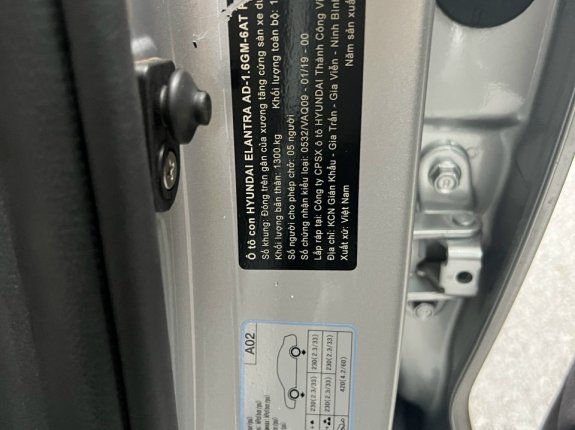 Ô tô con HYUNDAI ELANTRA AD-1.6GM-6AT
Số khung: Đóng trên gân của xương tăng cứng sàn xe
Khối lượng bản thân: 1300.kg Khối lượng toàn bộ:
Số người cho phép chở: 05 người
Số chứng nhận kiểu loại: 0532/VAQ09 - 01/19 - 00
Lắp ráp tại: Công ty CPSX ô tô HYUNDAI Thành Công
Địa chỉ: KCN Gián Khẩu - Gia Trấn - Gia Viễn - Ninh Bình
Xuất xứ: Việt Nam Năm sản xuất
A02
230(2.3/33) 230(2.3/33)
230(2.3/33) 230(2.3/33)
420(4.2/60)